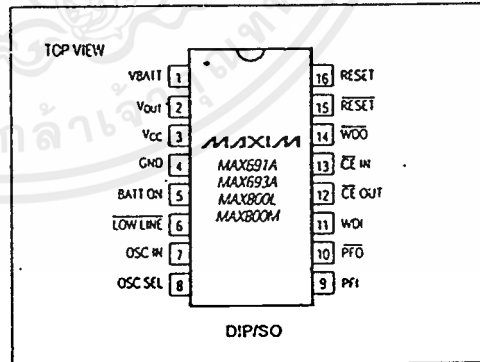 TOP VIEW
VBATT 1
VOUT 2
VCC 3
GND 4
BATT ON 5
LOW LINE 6
OSC IN 7
OSC SEL 8
MAXIM
MAX691A
MAX693A
MAX800L
MAX800M
16 RESET
15 RESET
14 WDO
13 CE IN
12 CE OUT
11 WDI
10 PFO
9 PFI
DIP/SO